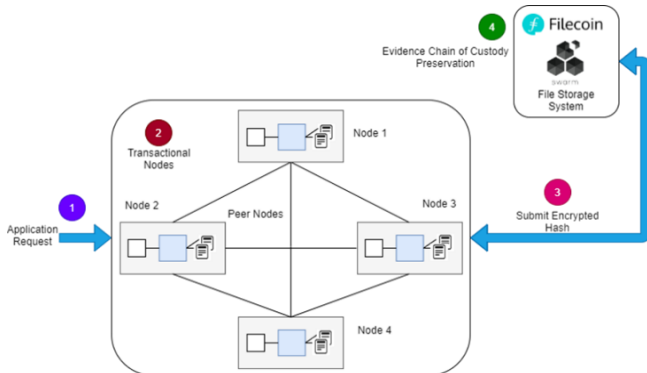 4
Filecoin
Evidence Chain of Custody
Preservation
swarm
File Storage
System
2
Transactional
Nodes
Node 1
1
Application
Request
Node 2
Peer Nodes
Node 3
3
Submit Encrypted
Hash
Node 4